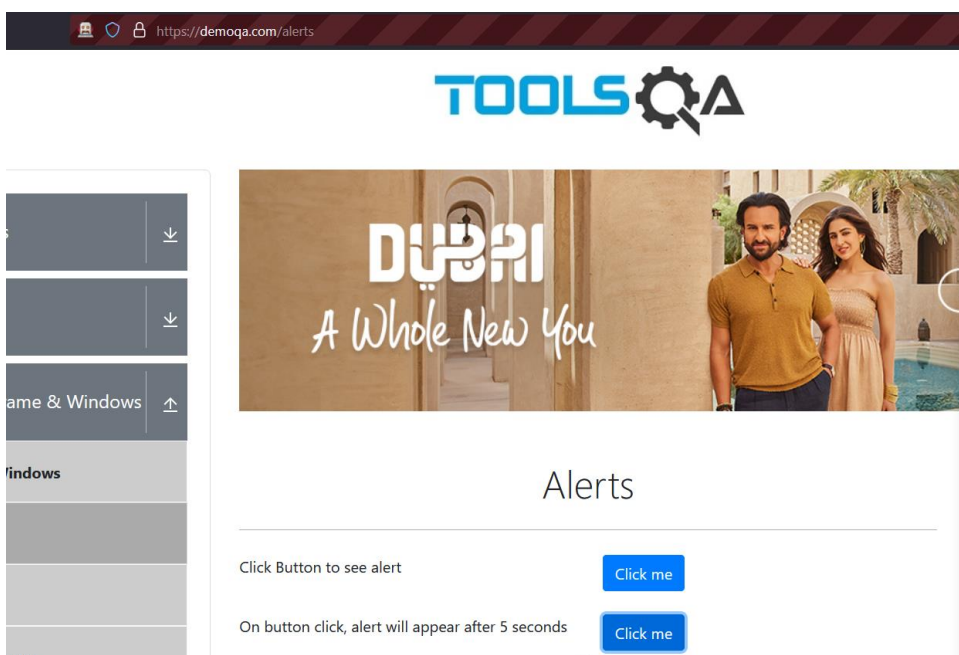 https://demoqa.com/alerts
TOOLSQA
DUBAI
A Whole New You
ame & Windows
Vindows
Alerts
Click Button to see alert
Click me
On button click, alert will appear after 5 seconds
Click me